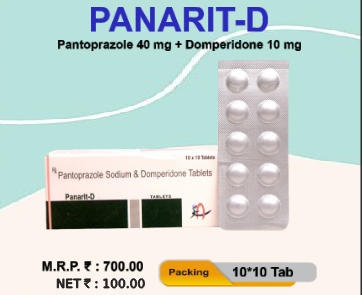 PANARIT-D
Pantoprazole 40 mg + Domperidone 10 mg
10 x 10 Tablets
Rx Pantoprazole Sodium & Domperidone Tablets
Panarit-D TABLETS
M.R.P. ₹ : 700.00
NET ₹ : 100.00
Packing 10*10 Tab